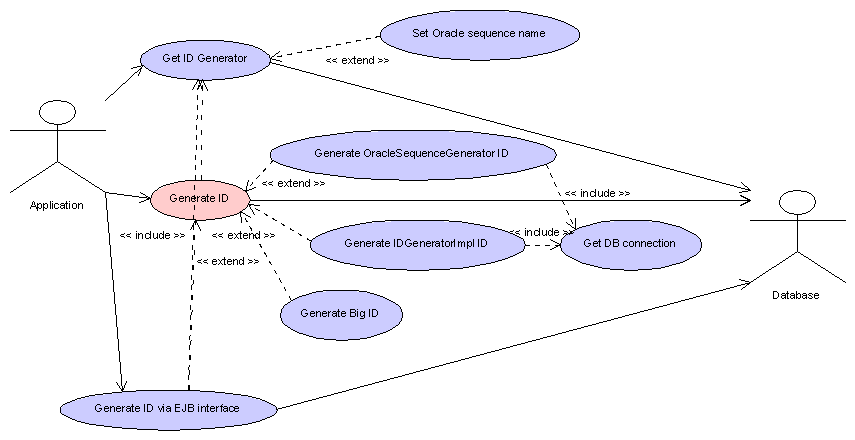 Set Oracle sequence name
Get ID Generator
<< extend >>
Generate OracleSequenceGenerator ID
<< extend >>
<< include >>
Generate ID
Application
<< include >>
<< extend >>
<< include >>
Generate IDGeneratorImpl ID
Get DB connection
<< extend >>
Database
Generate Big ID
Generate ID via EJB interface